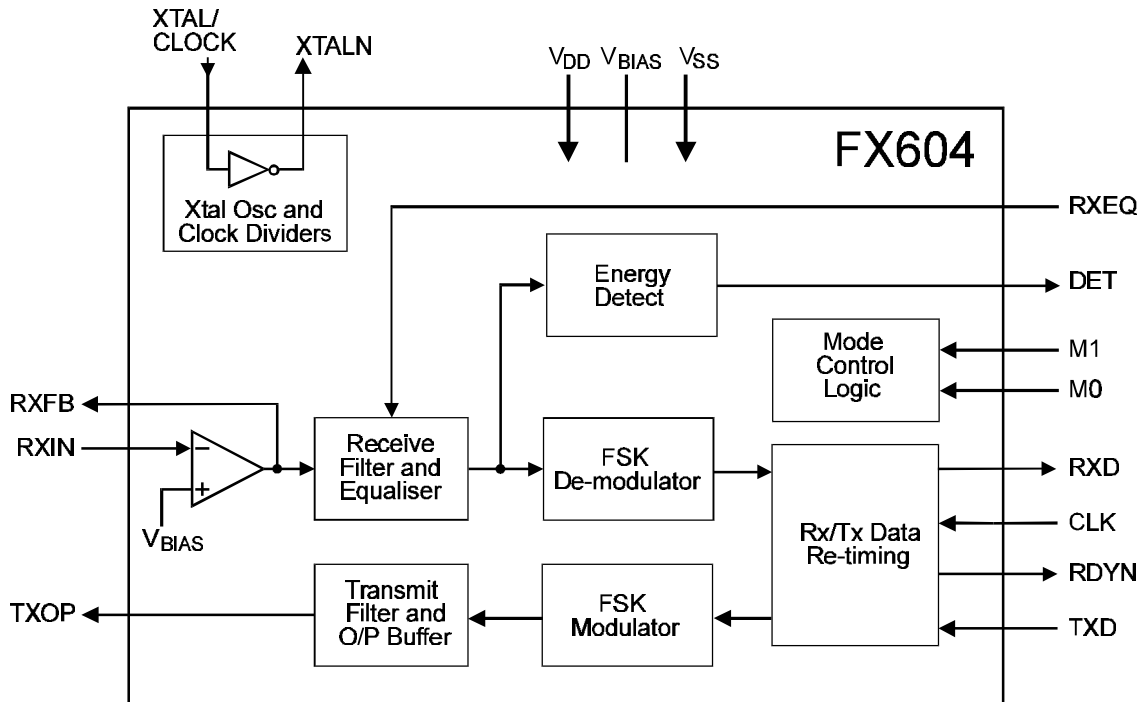 XTAL/
CLOCK
XTALN
VDD
VBIAS
VSS
FX604
Xtal Osc and
Clock Dividers
RXEQ
Energy
Detect
DET
Mode
Control
Logic
M1
M0
RXFB
RXIN
−
+
VBIAS
Receive
Filter and
Equaliser
FSK
De-modulator
Rx/Tx Data
Re-timing
RXD
CLK
RDYN
TXD
TXOP
Transmit
Filter and
O/P Buffer
FSK
Modulator